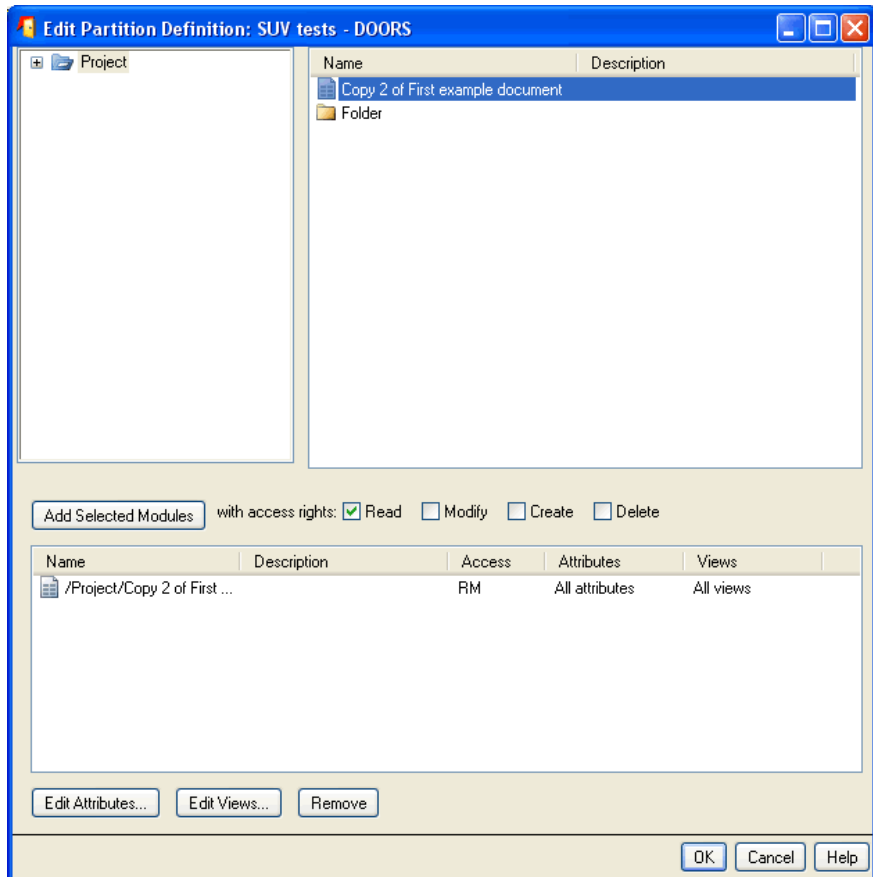 Edit Partition Definition: SUV tests - DOORS
Project
Name Description
Copy 2 of First example document
Folder
Add Selected Modules with access rights: Read Modify Create Delete
Name Description Access Attributes Views
/Project/Copy 2 of First ... RM All attributes All views
Edit Attributes... Edit Views... Remove
OK Cancel Help